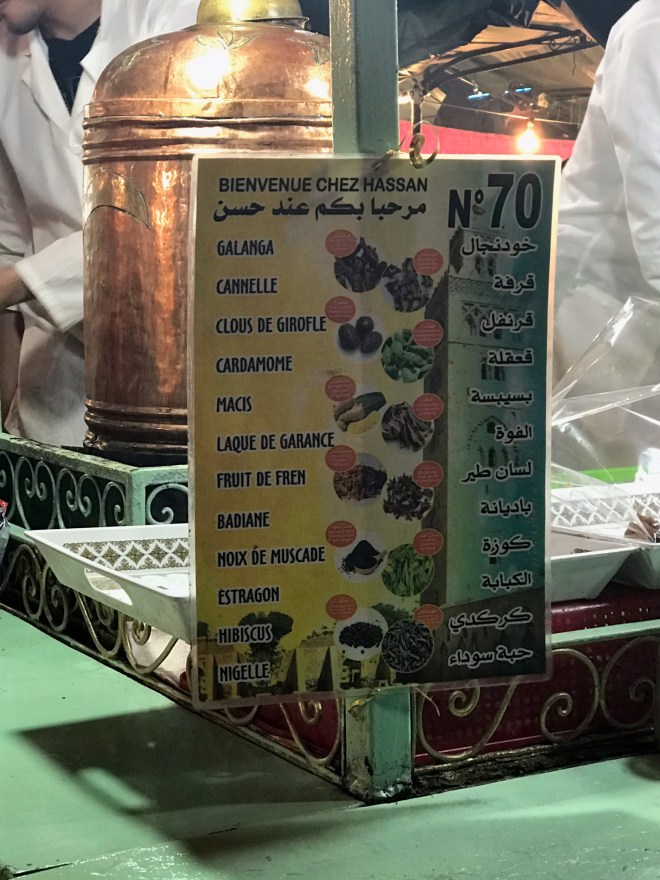 BIENVENUE CHEZ HASSAN
مرحبا بكم عند حسن
N° 70
GALANGA خودنجال
CANNELLE قرفة
CLOUS DE GIROFLE قرنفل
CARDAMOME قعقلة
MACIS بسيبسة
LAQUE DE GARANCE الفوة
FRUIT DE FREN لسان طير
BADIANE باديانة
NOIX DE MUSCADE كوزة
ESTRAGON الكبابة
HIBISCUS كركدي
NIGELLE حبة سوداء